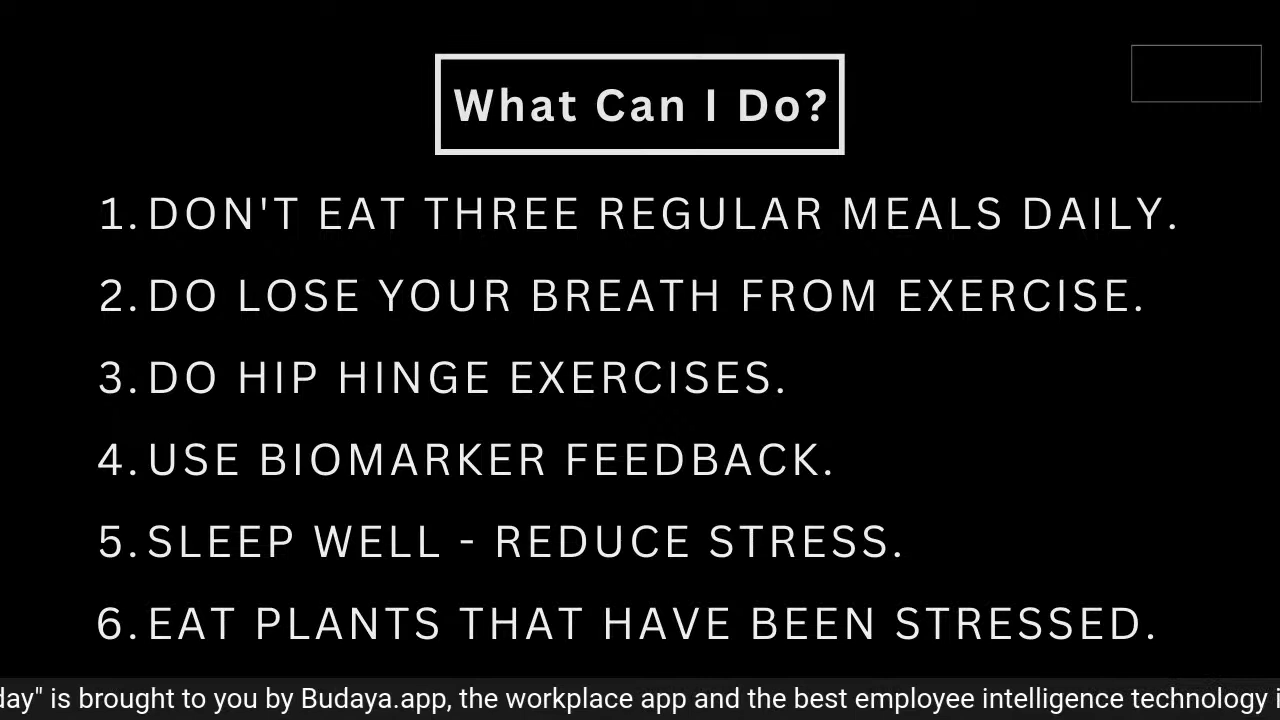 What Can I Do?
1. DON'T EAT THREE REGULAR MEALS DAILY.
2. DO LOSE YOUR BREATH FROM EXERCISE.
3. DO HIP HINGE EXERCISES.
4. USE BIOMARKER FEEDBACK.
5. SLEEP WELL - REDUCE STRESS.
6. EAT PLANTS THAT HAVE BEEN STRESSED.
day" is brought to you by Budaya.app, the workplace app and the best employee intelligence technology i